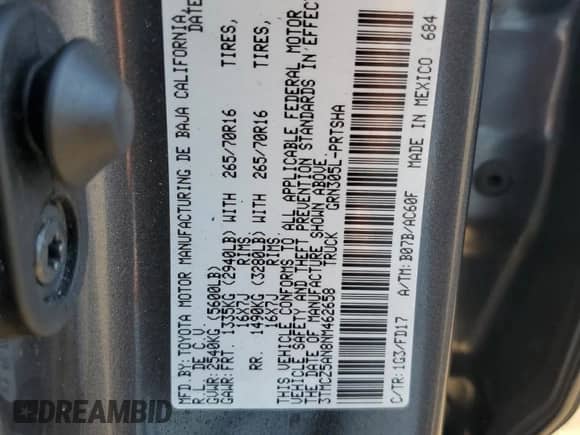 MFD.BY:TOYOTA MOTOR MANUFACTURING DE BAJA CALIFORNIA
DATE
R DE C.V.
GVWR: 2540KG (5600LB)
GAWR: FRT. 1335KG (2940LB) WITH 265/70R16 TIRES,
16X7J RIMS
RR. 1490KG (3280LB) WITH 265/70R16 TIRES,
16X7J RIMS
THIS VEHICLE CONFORMS TO ALL APPLICABLE FEDERAL MOTOR
VEHICLE SAFETY AND THEFT PREVENTION STANDARDS IN EFFECT
THE DATE OF MANUFACTURE SHOWN ABOVE.
3TMCZ5AN8NM462658 TRUCK GRN305L-PRTSHA
C/TR: 1G3/FD17 A/TM: B07B/AC60F MADE IN MEXICO 684
DREAMBID